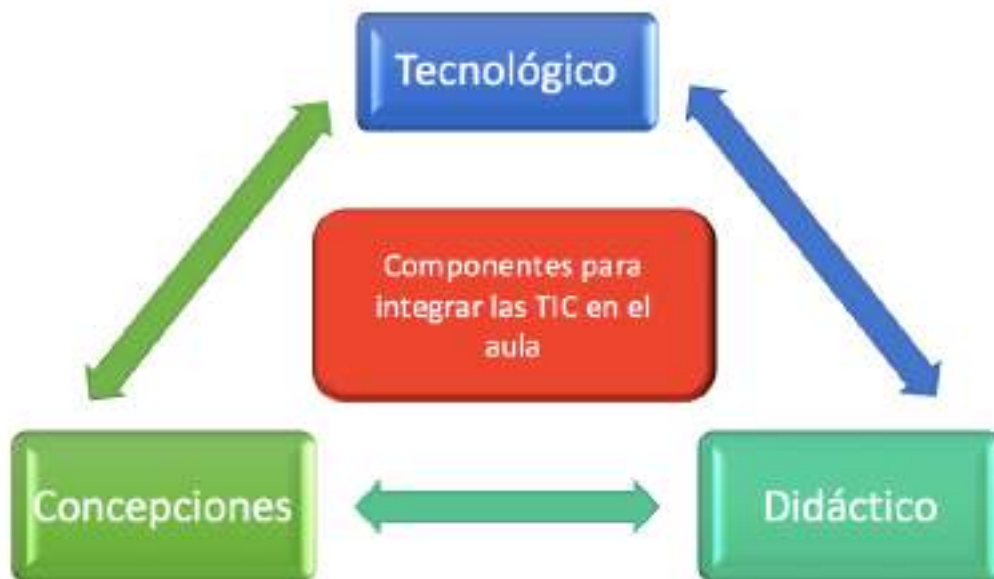 Tecnológico
Componentes para
integrar las TIC en el
aula
Concepciones
Didáctico